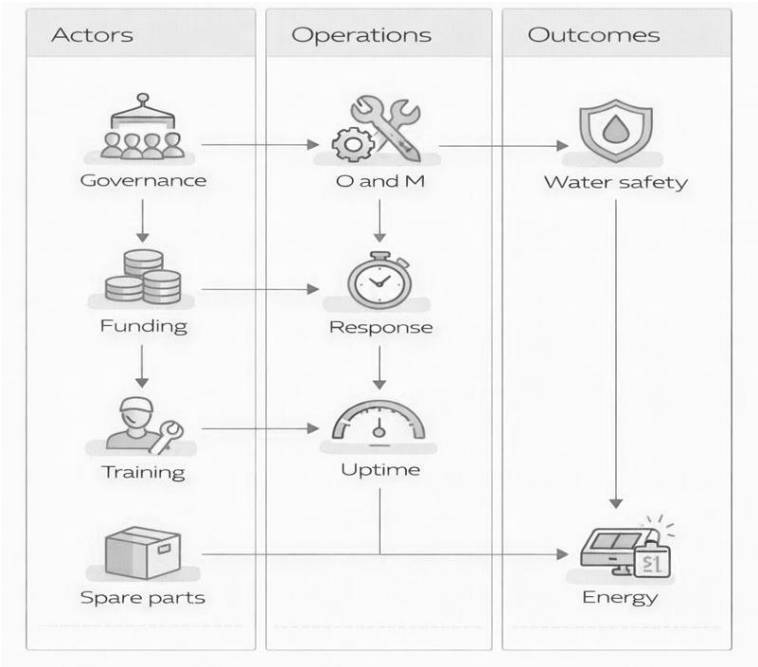 Actors
Operations
Outcomes
Governance
O and M
Water safety
Funding
Response
Training
Uptime
Spare parts
Energy